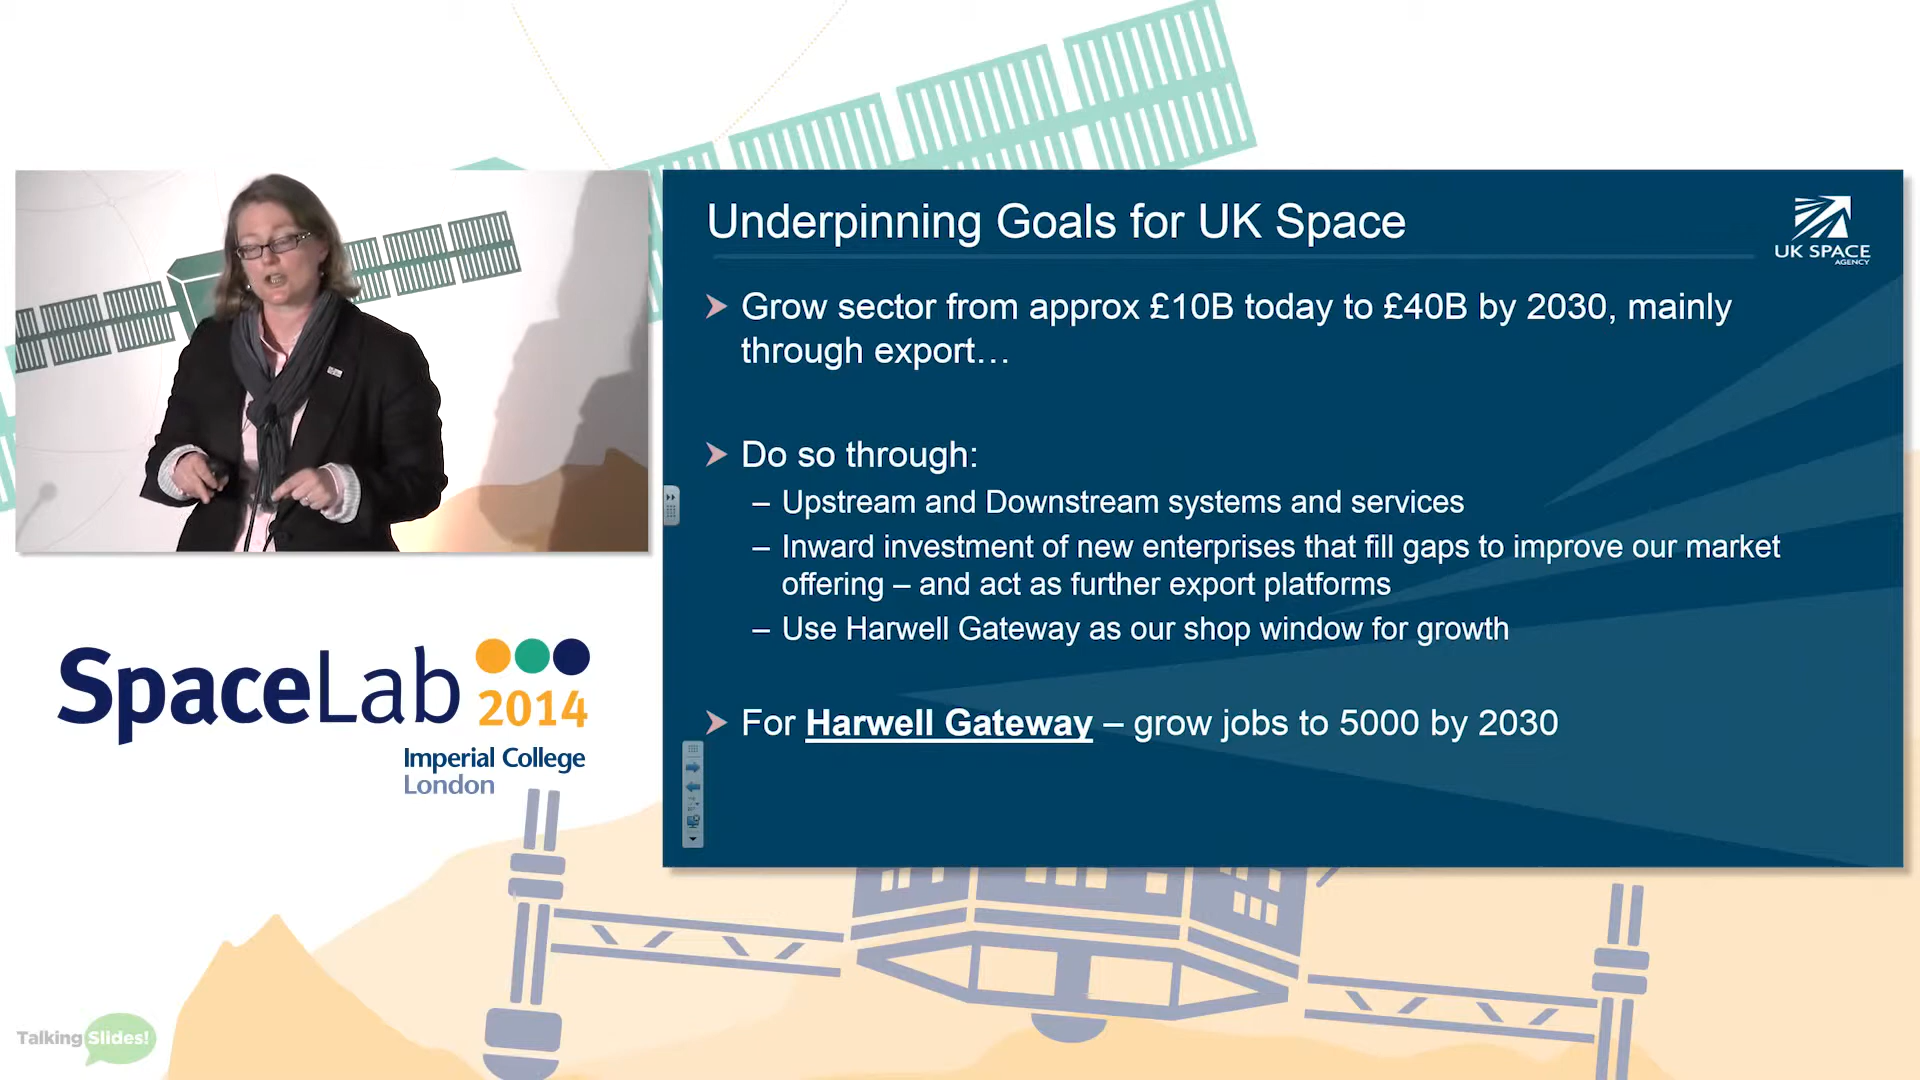 Underpinning Goals for UK Space
UK SPACE
AGENCY
➤ Grow sector from approx £10B today to £40B by 2030, mainly
through export…
➤ Do so through:
– Upstream and Downstream systems and services
– Inward investment of new enterprises that fill gaps to improve our market
offering – and act as further export platforms
– Use Harwell Gateway as our shop window for growth
➤ For Harwell Gateway – grow jobs to 5000 by 2030
SpaceLab
2014
Imperial College
London
Talking Slides!